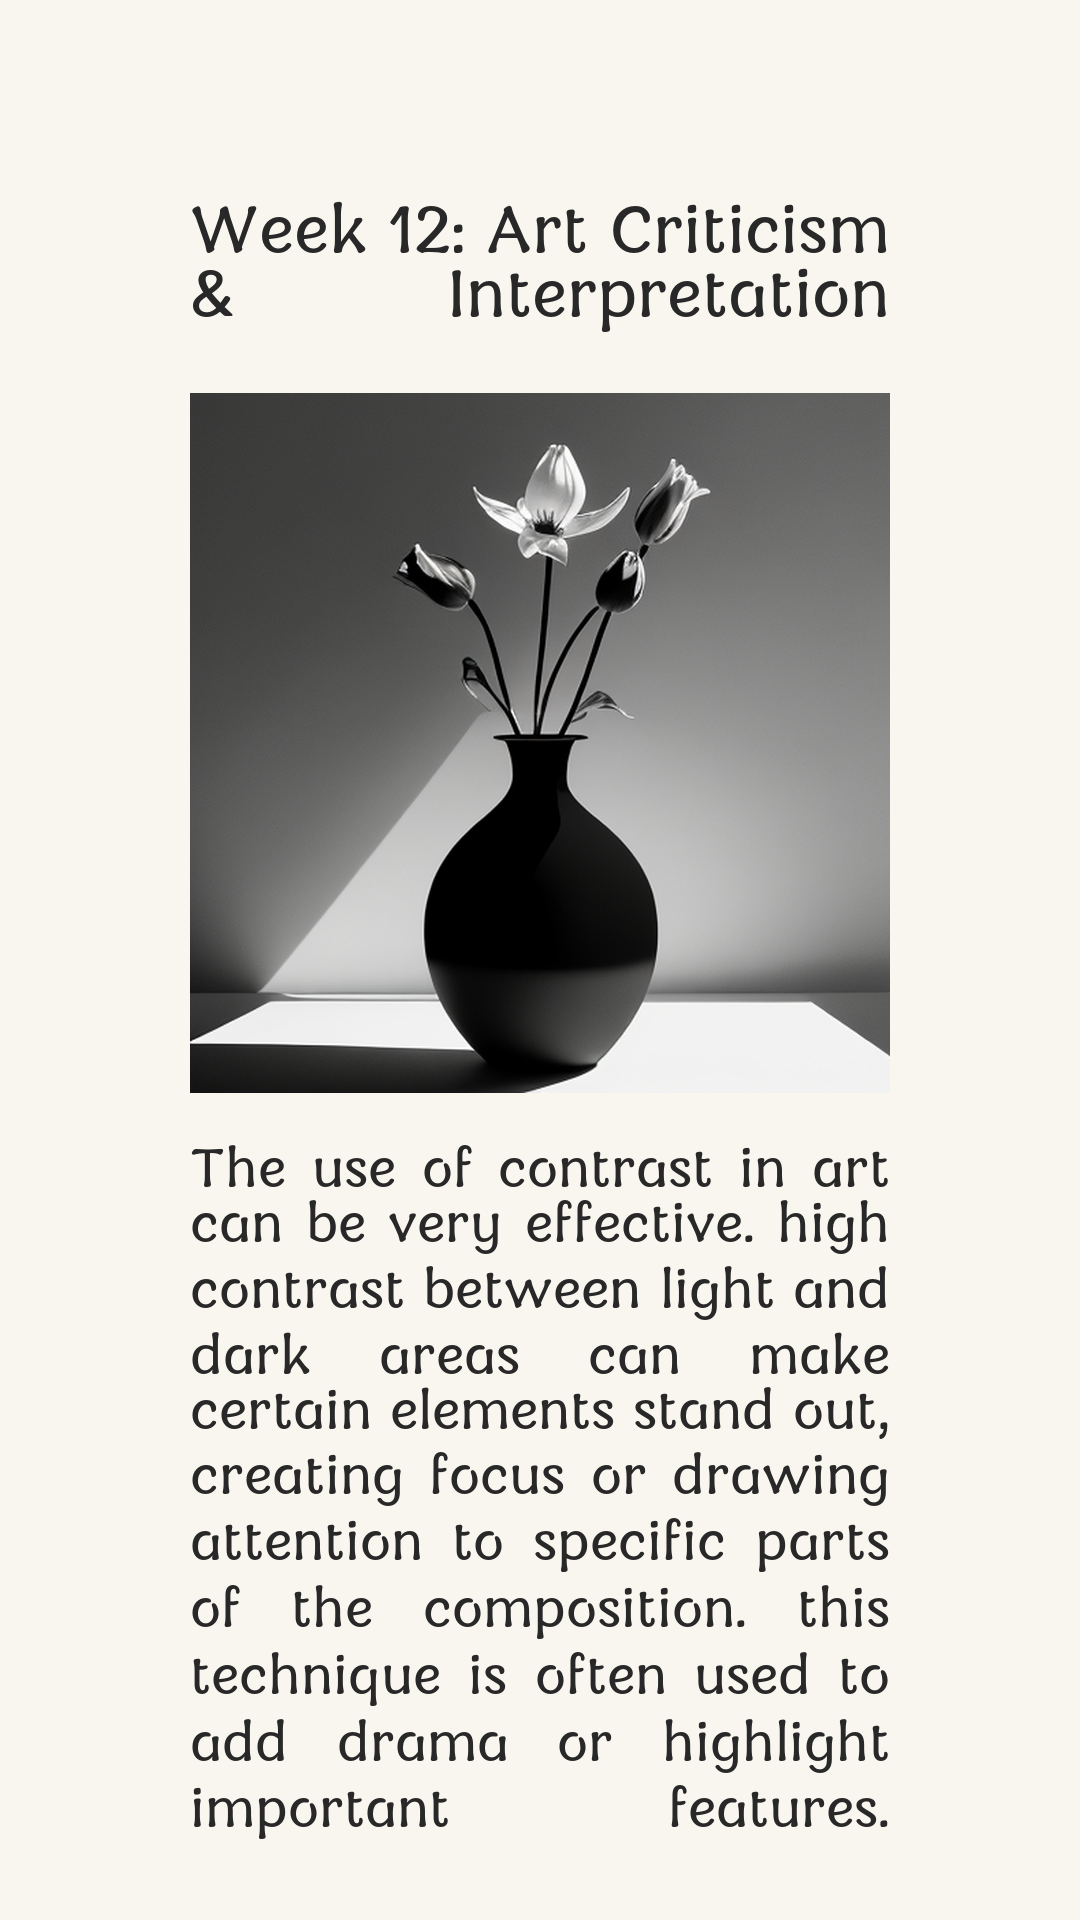 Week 12: Art Criticism
& Interpretation
The use of contrast in art
can be very effective. high
contrast between light and
dark areas can make
certain elements stand out,
creating focus or drawing
attention to specific parts
of the composition. this
technique is often used to
add drama or highlight
important features.